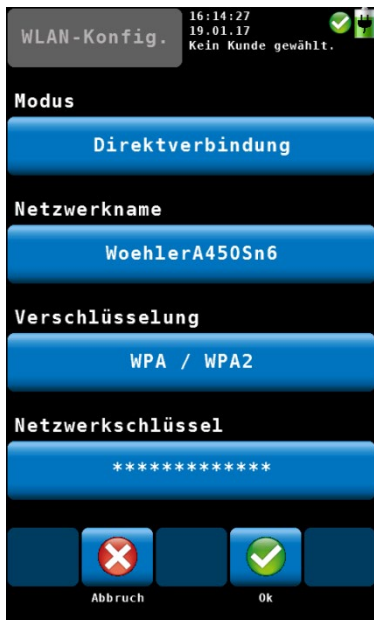 WLAN-Konfig.
16:14:27
19.01.17
Kein Kunde gewählt.
Modus
Direktverbindung
Netzwerkname
WoehlerA450Sn6
Verschlüsselung
WPA / WPA2
Netzwerkschlüssel
*************
Abbruch
Ok